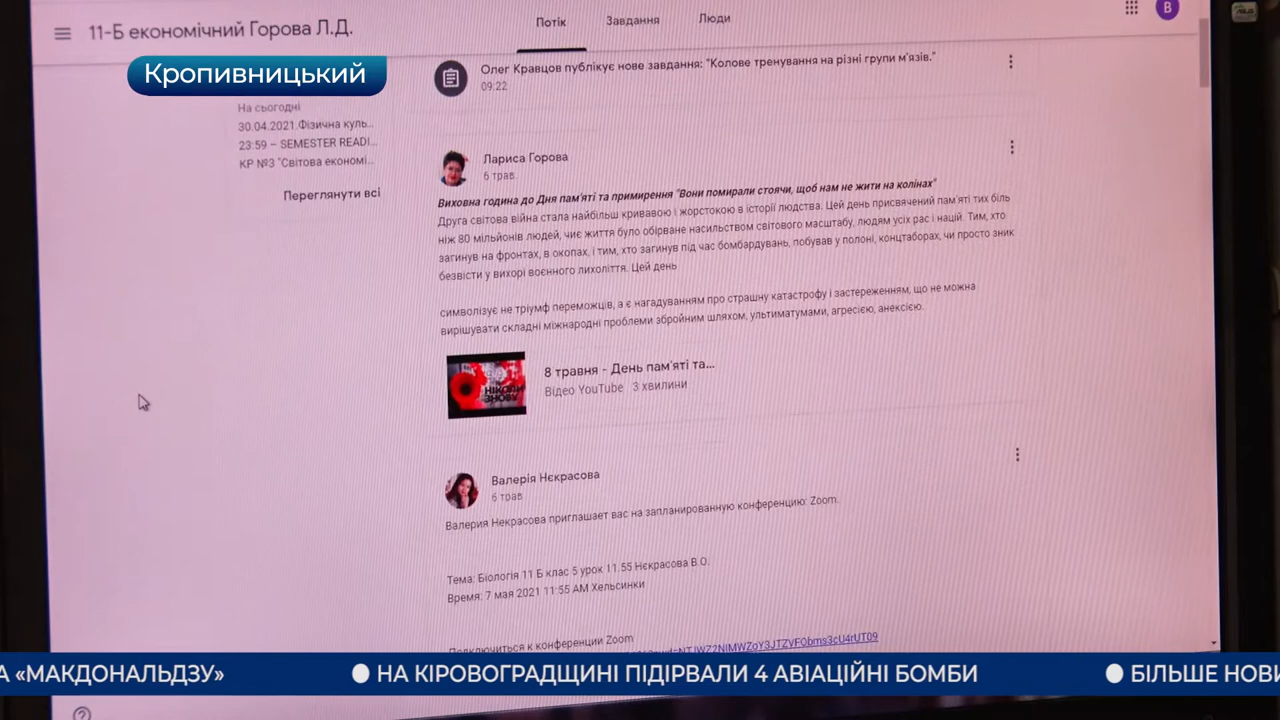 11-Б економічний Горова Л.Д.
Потік
Завдання
Люди
В
ASUS
Кропивницький
Олег Кравцов публікує нове завдання: "Колове тренування на різні групи м'язів."
09:22
На сьогодні
30.04.2021 Фізична куль...
23:59 – SEMESTER READI...
КР №3 "Світова економі...
Переглянути всі
Лариса Горова
6 трав.
Виховна година до Дня пам'яті та примирення "Вони помирали стоячи, щоб нам не жити на колінах"
Друга світова війна стала найбільш кривавою і жорстокою в історії людства. Цей день присвячений пам'яті тих біль
ніж 80 мільйонів людей, чиє життя було обірване насильством світового масштабу, людям усіх рас і націй. Тим, хто
загинув на фронтах, в окопах, і тим, хто загинув під час бомбардувань, побував у полоні, концтаборах, чи просто зник
безвісти у вихорі воєнного лихоліття. Цей день
символізує не тріумф переможців, а є нагадуванням про страшну катастрофу і застереженням, що не можна
вирішувати складні міжнародні проблеми збройним шляхом, ультиматумами, агресією, анексією.
НІКОЛИ
ЗНОВУ
8 травня - День пам'яті та...
Відео YouTube 3 хвилини
Валерія Нєкрасова
6 трав
Валерия Некрасова приглашает вас на запланированную конференцию: Zoom.
Тема: Біологія 11 Б клас 5 урок 11.55 Нєкрасова В.О.
Время: 7 мая 2021 11:55 AM Хельсинки
Подключиться к конференции Zoom
А «МАКДОНАЛЬДЗУ»
НА КІРОВОГРАДЩИНІ ПІДІРВАЛИ 4 АВІАЦІЙНІ БОМБИ
БІЛЬШЕ НОВИ